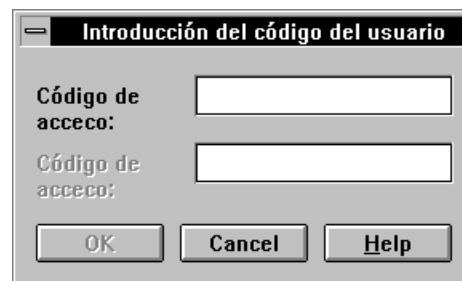 Introducción del código del usuario
Código de
acceco:
Código de
acceco:
OK
Cancel
Help